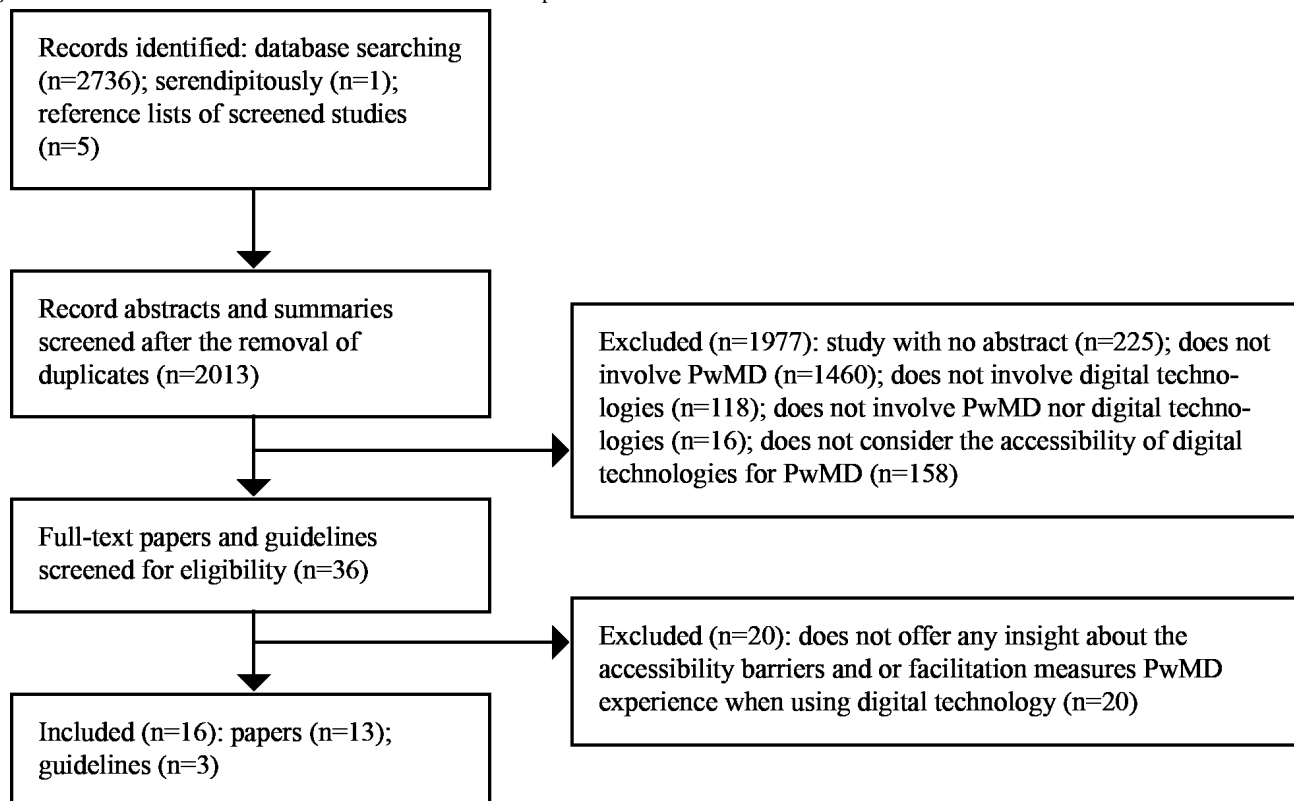 Records identified: database searching
(n=2736); serendipitously (n=1);
reference lists of screened studies
(n=5)
Record abstracts and summaries
screened after the removal of
duplicates (n=2013)
Excluded (n=1977): study with no abstract (n=225); does not
involve PwMD (n=1460); does not involve digital techno-
logies (n=118); does not involve PwMD nor digital techno-
logies (n=16); does not consider the accessibility of digital
technologies for PwMD (n=158)
Full-text papers and guidelines
screened for eligibility (n=36)
Excluded (n=20): does not offer any insight about the
accessibility barriers and or facilitation measures PwMD
experience when using digital technology (n=20)
Included (n=16): papers (n=13);
guidelines (n=3)